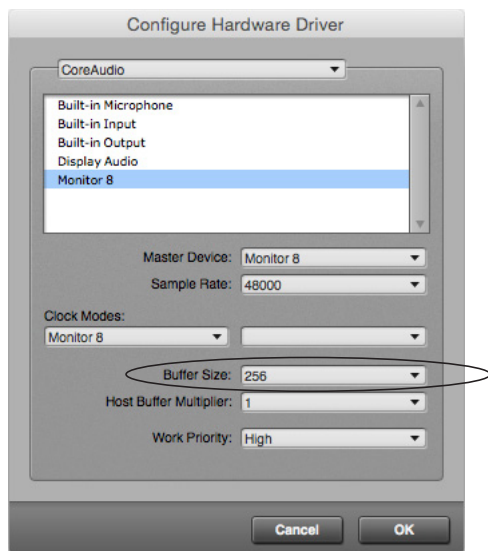 Configure Hardware Driver
CoreAudio
Built-in Microphone
Built-in Input
Built-in Output
Display Audio
Monitor 8
Master Device: Monitor 8
Sample Rate: 48000
Clock Modes:
Monitor 8
Buffer Size: 256
Host Buffer Multiplier: 1
Work Priority: High
Cancel OK